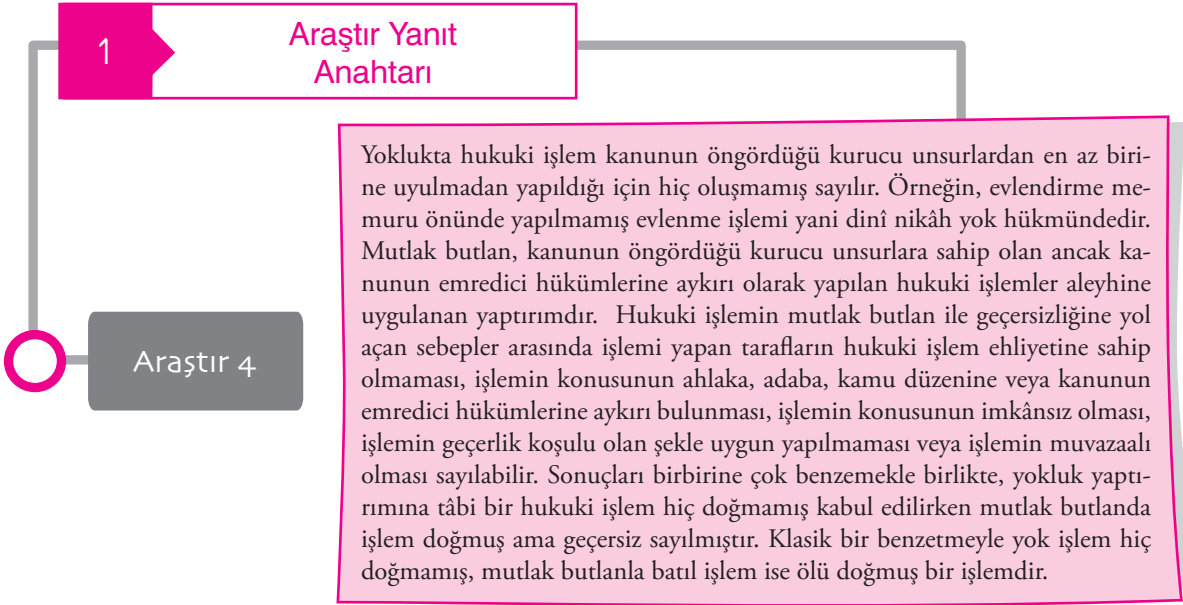 1
Araştır Yanıt
Anahtarı
Araştır 4
Yoklukta hukuki işlem kanunun öngördüğü kurucu unsurlardan en az biri-
ne uyulmadan yapıldığı için hiç oluşmamış sayılır. Örneğin, evlendirme me-
muru önünde yapılmamış evlenme işlemi yani dinî nikâh yok hükmündedir.
Mutlak butlan, kanunun öngördüğü kurucu unsurlara sahip olan ancak ka-
nunun emredici hükümlerine aykırı olarak yapılan hukuki işlemler aleyhine
uygulanan yaptırımdır. Hukuki işlemin mutlak butlan ile geçersizliğine yol
açan sebepler arasında işlemi yapan tarafların hukuki işlem ehliyetine sahip
olmaması, işlemin konusunun ahlaka, adaba, kamu düzenine veya kanunun
emredici hükümlerine aykırı bulunması, işlemin konusunun imkânsız olması,
işlemin geçerlik koşulu olan şekle uygun yapılmaması veya işlemin muvazaalı
olması sayılabilir. Sonuçları birbirine çok benzemekle birlikte, yokluk yaptı-
rımına tâbi bir hukuki işlem hiç doğmamış kabul edilirken mutlak butlanda
işlem doğmuş ama geçersiz sayılmıştır. Klasik bir benzetmeyle yok işlem hiç
doğmamış, mutlak butlanla batıl işlem ise ölü doğmuş bir işlemdir.